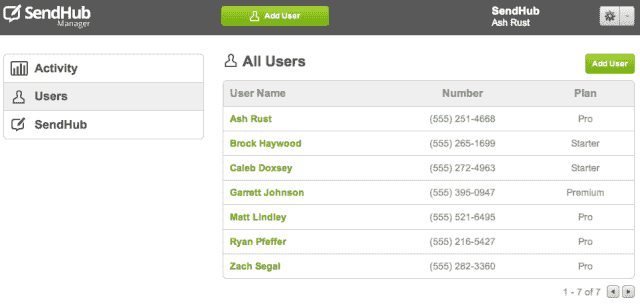 SendHub
Manager
Add User
SendHub
Ash Rust
Activity
Users
SendHub
All Users
Add User
User Name Number Plan
Ash Rust (555) 251-4668 Pro
Brock Haywood (555) 265-1699 Starter
Caleb Doxsey (555) 272-4963 Starter
Garrett Johnson (555) 395-0947 Premium
Matt Lindley (555) 521-6495 Pro
Ryan Pfeffer (555) 216-5427 Pro
Zach Segal (555) 262-3360 Pro
1 - 7 of 7